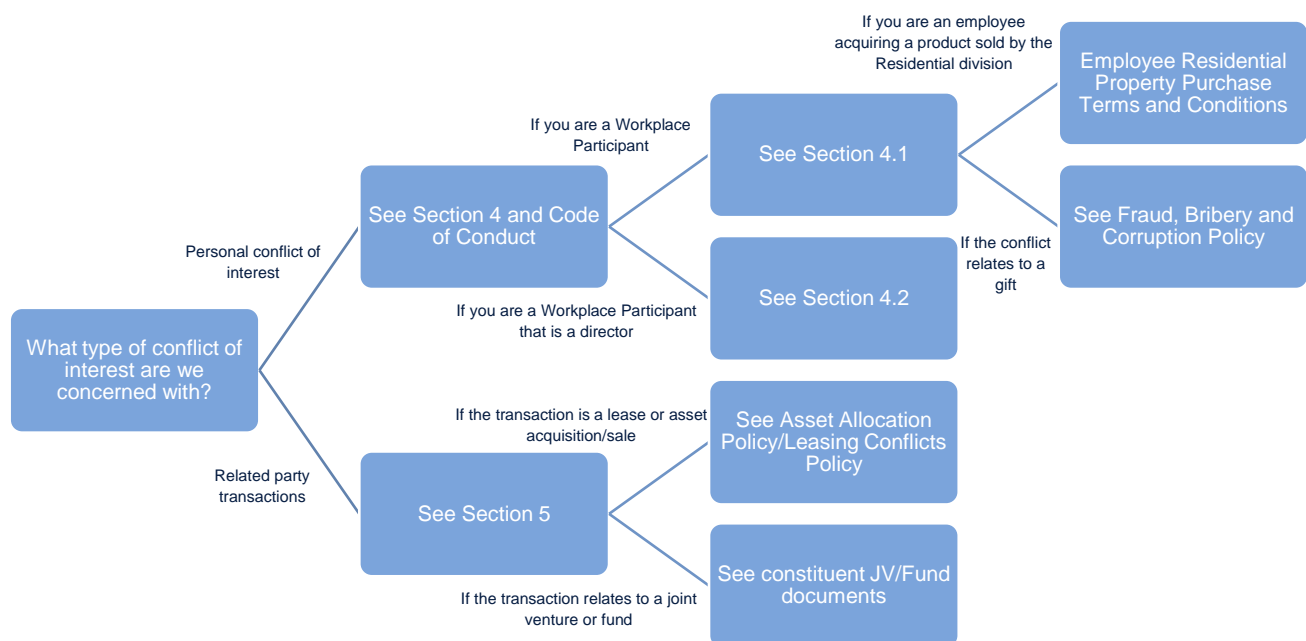 If you are an employee
acquiring a product sold by the
Residential division
Employee Residential
Property Purchase
Terms and Conditions
If you are a Workplace
Participant
See Section 4.1
See Section 4 and Code
of Conduct
See Fraud, Bribery and
Corruption Policy
Personal conflict of
interest
If the conflict
relates to a
gift
See Section 4.2
If you are a Workplace Participant
that is a director
What type of conflict of
interest are we
concerned with?
If the transaction is a lease or asset
acquisition/sale
See Asset Allocation
Policy/Leasing Conflicts
Policy
Related party
transactions
See Section 5
See constituent JV/Fund
documents
If the transaction relates to a joint
venture or fund